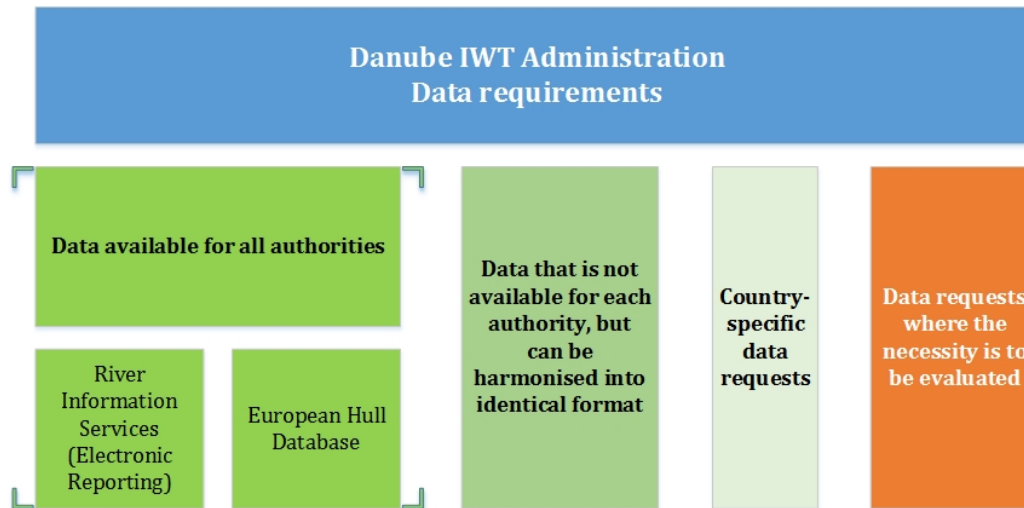 Danube IWT Administration
Data requirements
Data available for all authorities
River
Information
Services
(Electronic
Reporting)
European Hull
Database
Data that is not
available for each
authority, but
can be
harmonised into
identical format
Country-
specific
data
requests
Data requests
where the
necessity is to
be evaluated